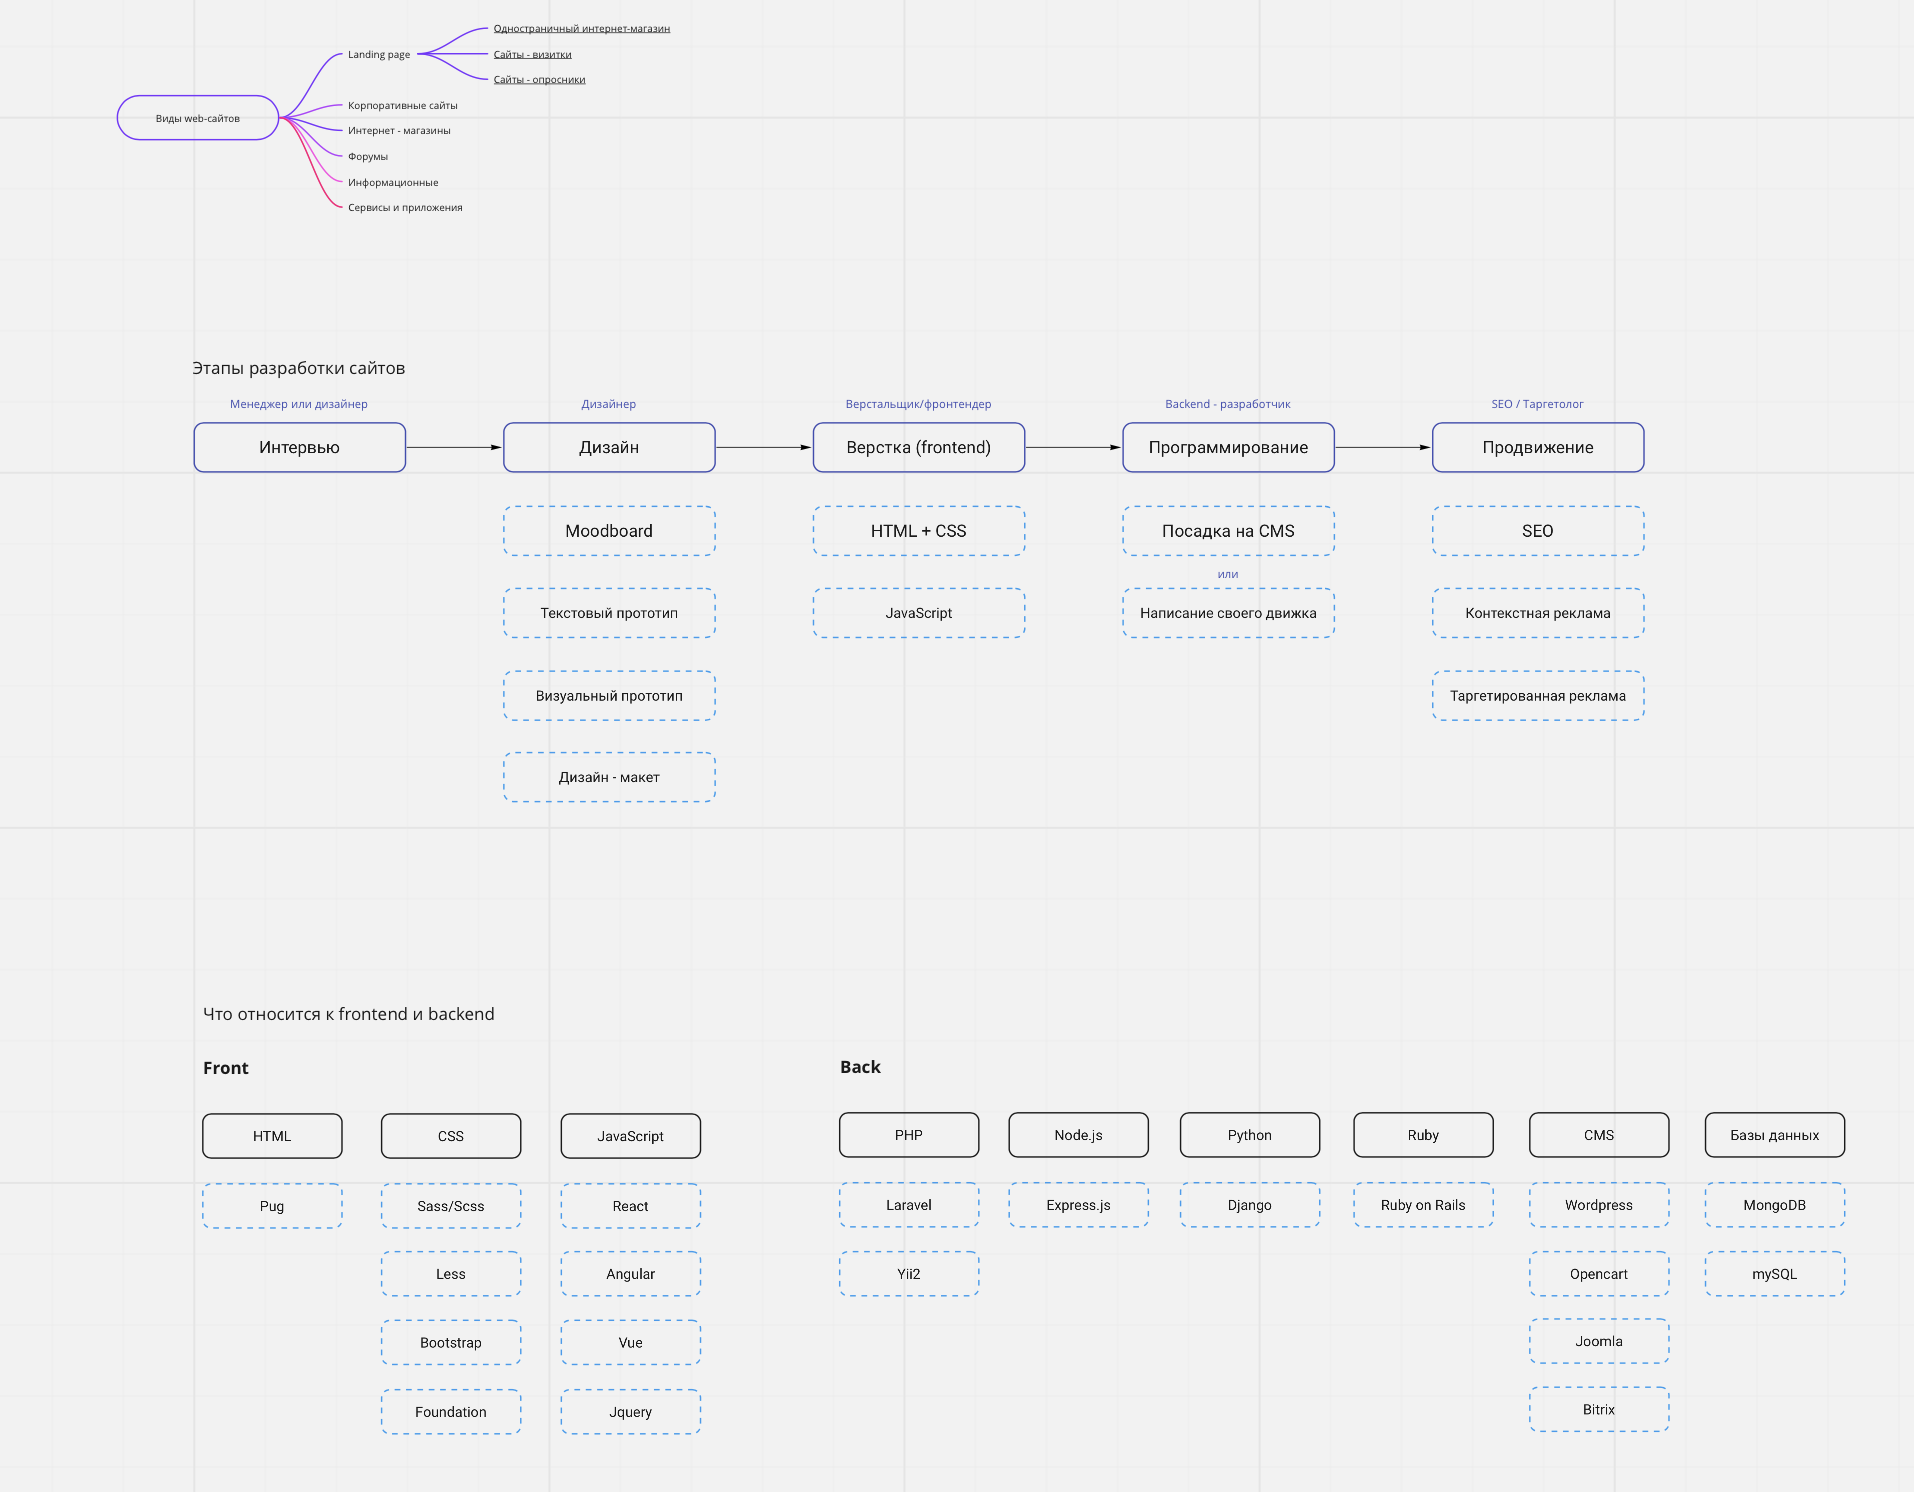 Одностраничный интернет-магазин
Landing page
Сайты - визитки
Сайты - опросники
Виды web-сайтов
Корпоративные сайты
Интернет - магазины
Форумы
Информационные
Сервисы и приложения
Этапы разработки сайтов
Менеджер или дизайнер
Дизайнер
Верстальщик/фронтендер
Backend - разработчик
SEO / Таргетолог
Интервью
Дизайн
Верстка (frontend)
Программирование
Продвижение
Moodboard
HTML + CSS
Посадка на CMS
SEO
или
Текстовый прототип
JavaScript
Написание своего движка
Контекстная реклама
Визуальный прототип
Таргетированная реклама
Дизайн - макет
Что относится к frontend и backend
Front
Back
HTML
CSS
JavaScript
PHP
Node.js
Python
Ruby
CMS
Базы данных
Pug
Sass/Scss
React
Laravel
Express.js
Django
Ruby on Rails
Wordpress
MongoDB
Less
Angular
Yii2
Opencart
mySQL
Bootstrap
Vue
Joomla
Foundation
Jquery
Bitrix